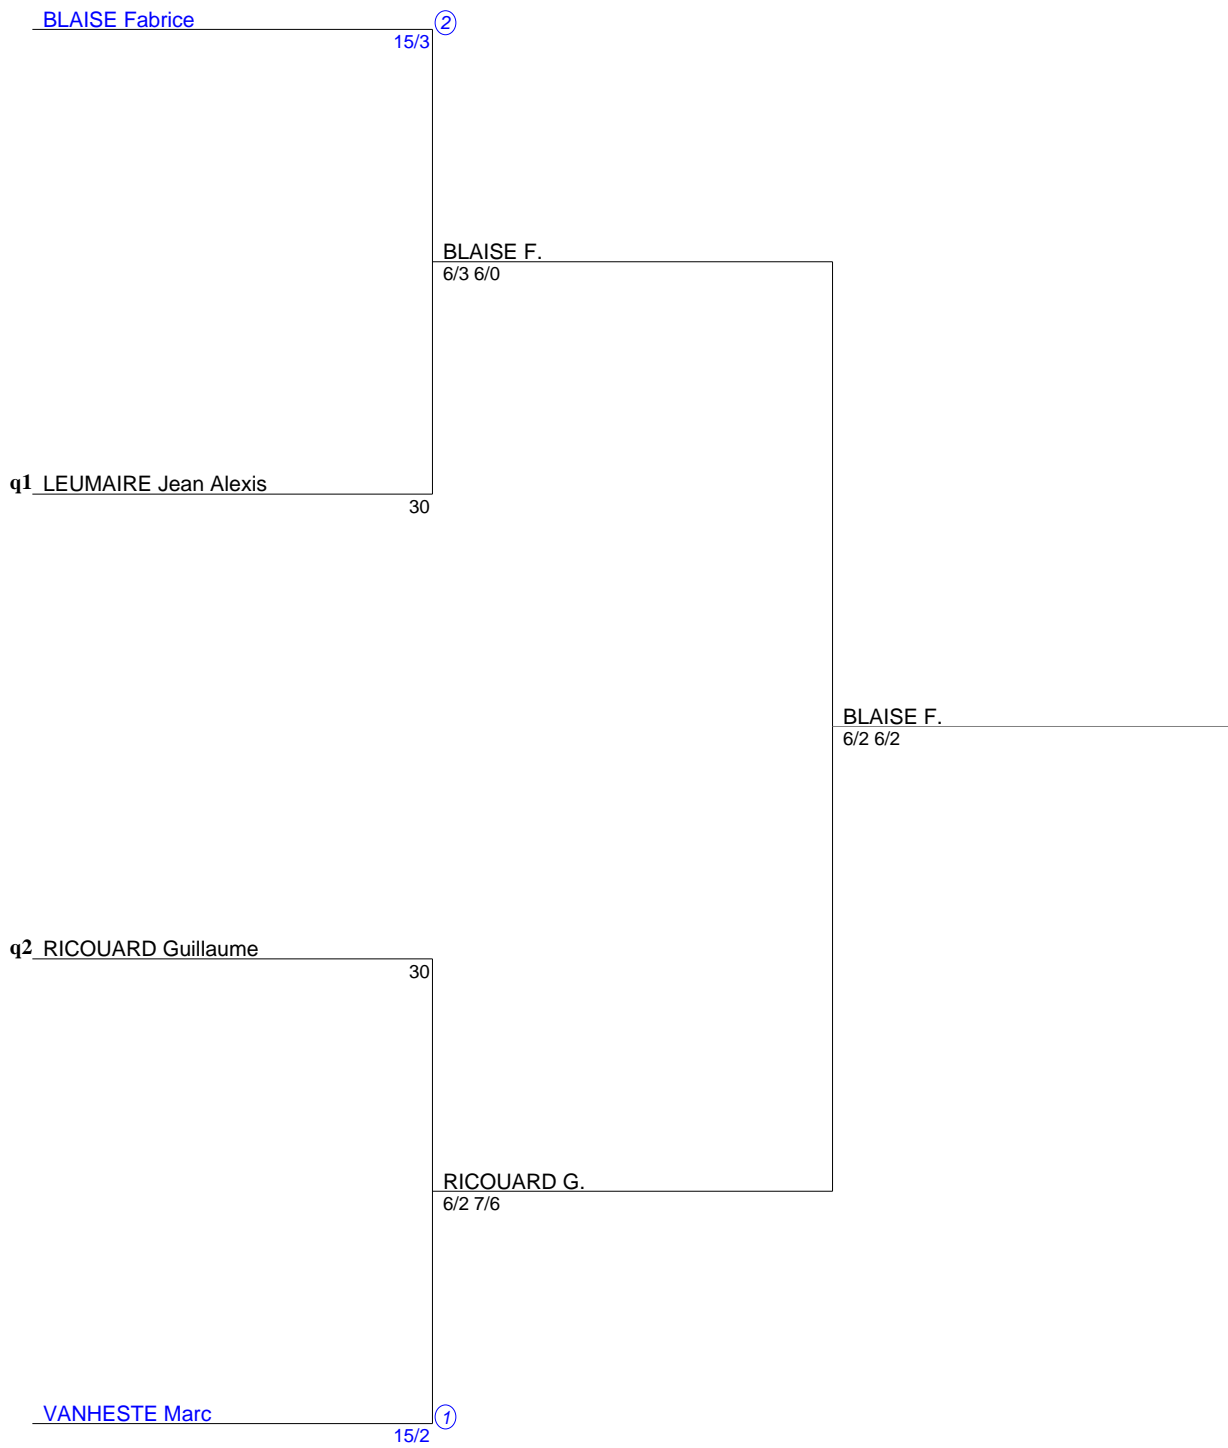 BLAISE Fabrice
2
15/3
BLAISE F.
6/3 6/0
q1 LEUMAIRE Jean Alexis
30
BLAISE F.
6/2 6/2
q2 RICOUARD Guillaume
30
RICOUARD G.
6/2 7/6
VANHESTE Marc
1
15/2